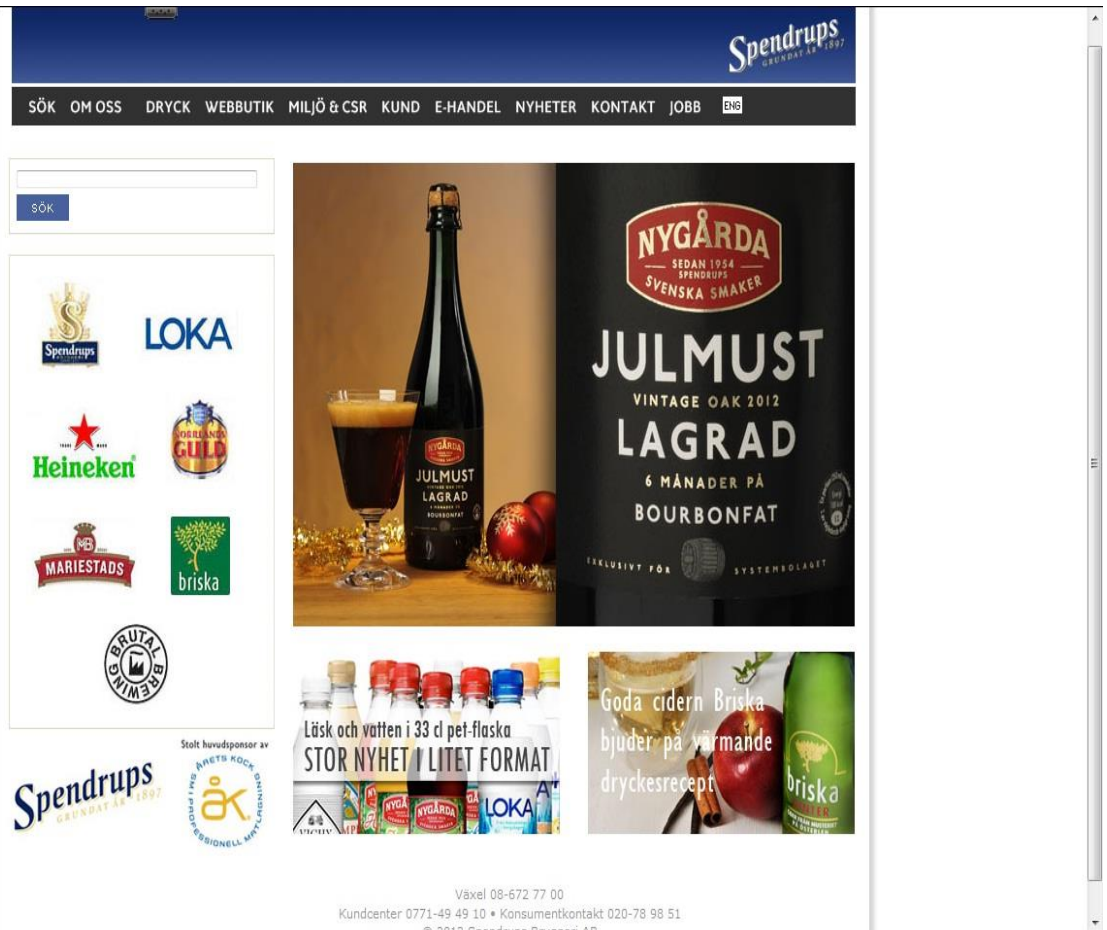 Spendrups
GRUNDAT ÅR 1897
SÖK OM OSS DRYCK WEBBUTIK MILJÖ & CSR KUND E-HANDEL NYHETER KONTAKT JOBB ENG
SÖK
Spendrups
LOKA
Heineken
NORRLANDS
GULD
MARIESTADS
briska
BRUTAL BREWING
Stolt huvudsponsor av
Spendrups
GRUNDAT ÅR 1897
ÅRETS KOCK
SM I PROFESSIONELL MATLAGNING
åk
NYGÅRDA
JULMUST
LAGRAD
6 MÅNADER PÅ
BOURBONFAT
NYGÅRDA
SEDAN 1954
SPENDRUPS
SVENSKA SMAKER
JULMUST
VINTAGE OAK 2012
LAGRAD
6 MÅNADER PÅ
BOURBONFAT
EXKLUSIVT FÖR SYSTEMBOLAGET
Läsk och vatten i 33 cl pet-flaska
STOR NYHET I LITET FORMAT
VICHY
NYGÅRDA
LOKA
Goda cidern Briska
bjuder på värmande
dryckesrecept
briska
Växel 08-672 77 00
Kundcenter 0771-49 49 10 • Konsumentkontakt 020-78 98 51